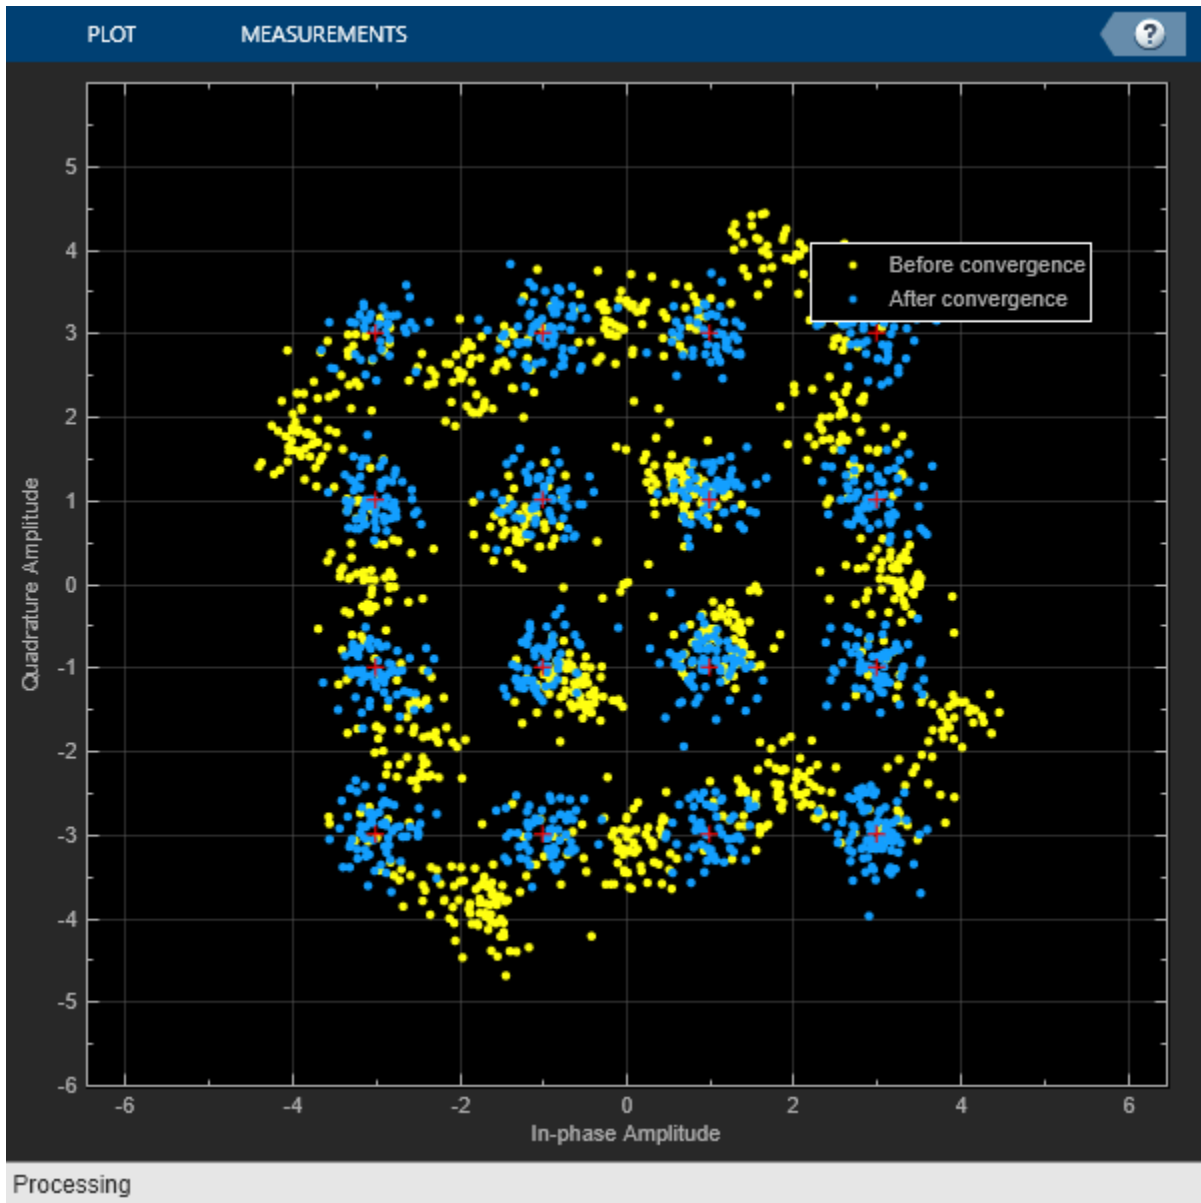 PLOT MEASUREMENTS ?
5
4
Before convergence
After convergence
3
2
1
Quadrature Amplitude
0
-1
-2
-3
-4
-5
-6
-6 -4 -2 0 2 4 6
In-phase Amplitude
Processing